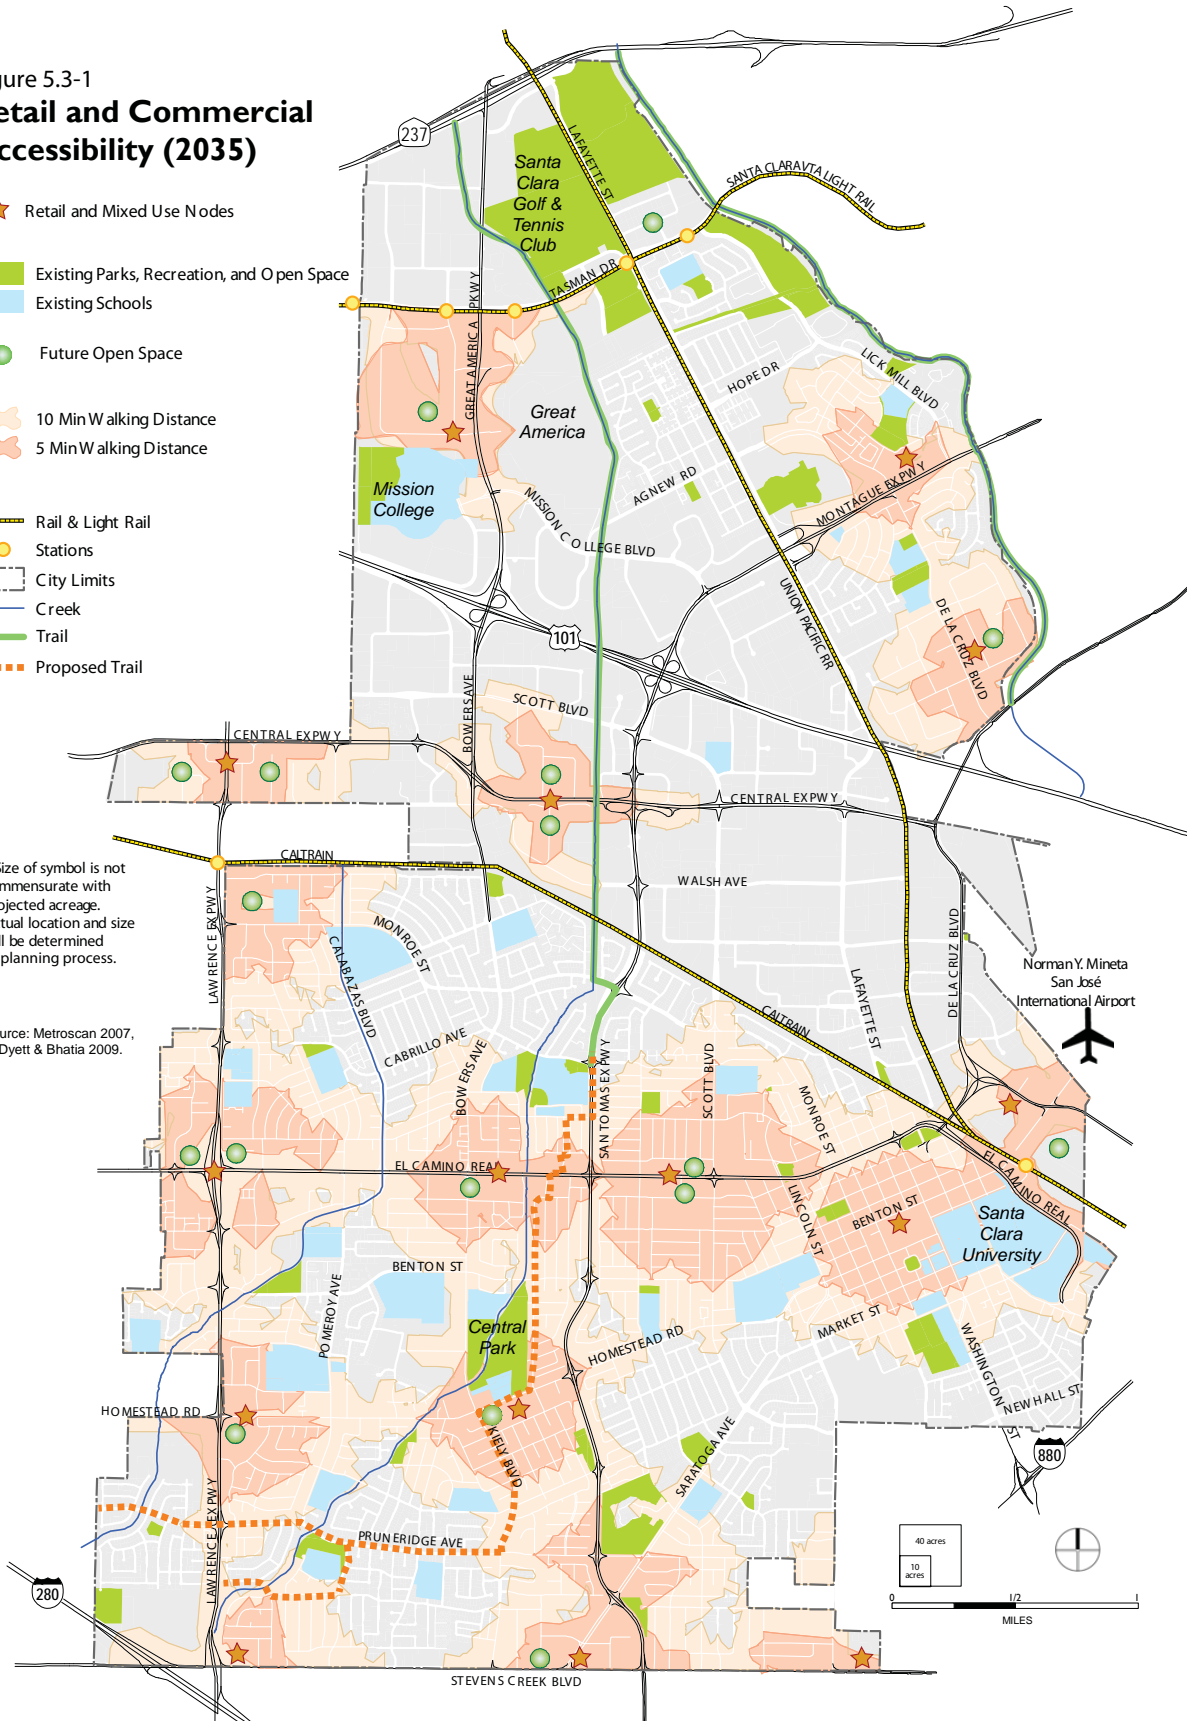 gure 5.3-1
etail and Commercial
ccessibility (2035)
Retail and Mixed Use Nodes
Existing Parks, Recreation, and Open Space
Existing Schools
Future Open Space
10 Min Walking Distance
5 Min Walking Distance
Rail & Light Rail
Stations
City Limits
Creek
Trail
Proposed Trail
size of symbol is not
mmensurate with
ojected acreage.
tual location and size
ll be determined
planning process.
urce: Metroscan 2007,
Dyett & Bhatia 2009.
237
LAFAYETTE ST
Santa
Clara
Golf &
Tennis
Club
SANTA CLARA VTA LIGHT RAIL
TASMAN DR
GREAT AMERICA PKWY
HOPE DR
LICK MILL BLVD
Great
America
AGNEW RD
MONTAGUE EXPWY
Mission
College
MISSION COLLEGE BLVD
UNION PACIFIC RR
101
DE LA CRUZ BLVD
SCOTT BLVD
BOWERS AVE
CENTRAL EXPWY
CENTRAL EXPWY
CALTRAIN
WALSH AVE
LAWRENCE EXPWY
MONROE ST
CALABAZAS BLVD
DE LA CRUZ BLVD
LAFAYETTE ST
Norman Y. Mineta
San José
International Airport
CALTRAIN
CABRILLO AVE
BOWERS AVE
SAN TOMAS EXPWY
SCOTT BLVD
MONROE ST
EL CAMINO REAL
EL CAMINO REAL
LINCOLN ST
BENTON ST
Santa
Clara
University
BENTON ST
POMEROY AVE
Central
Park
HOMESTEAD RD
MARKET ST
WASHINGTON ST
NEWHALL ST
HOMESTEAD RD
KIELY BLVD
SARATOGA AVE
880
LAWRENCE EXPWY
PRUNERIDGE AVE
280
40 acres
10
acres
0
1/2
1
MILES
STEVENS CREEK BLVD